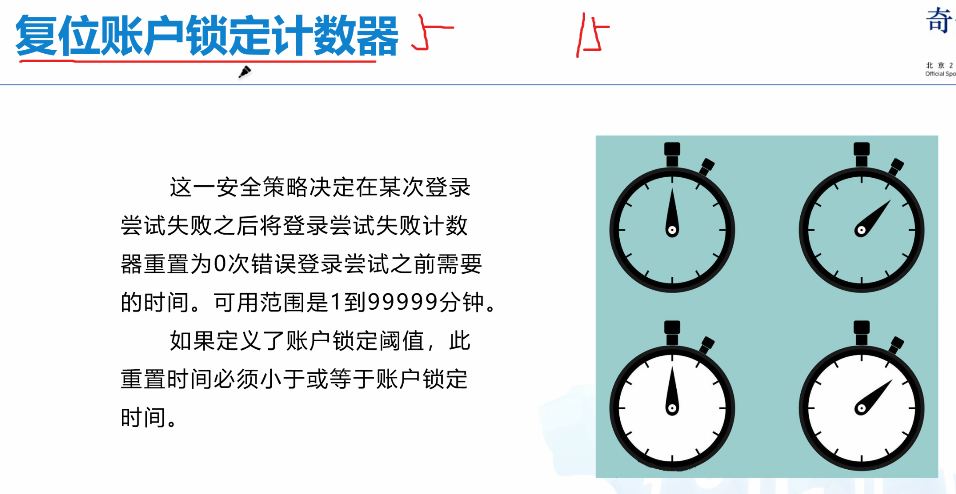 复位账户锁定计数器 5 15
奇
北 京 2
Official Spo
这一安全策略决定在某次登录
尝试失败之后将登录尝试失败计数
器重置为0次错误登录尝试之前需要
的时间。可用范围是1到99999分钟。
如果定义了账户锁定阈值，此
重置时间必须小于或等于账户锁定
时间。